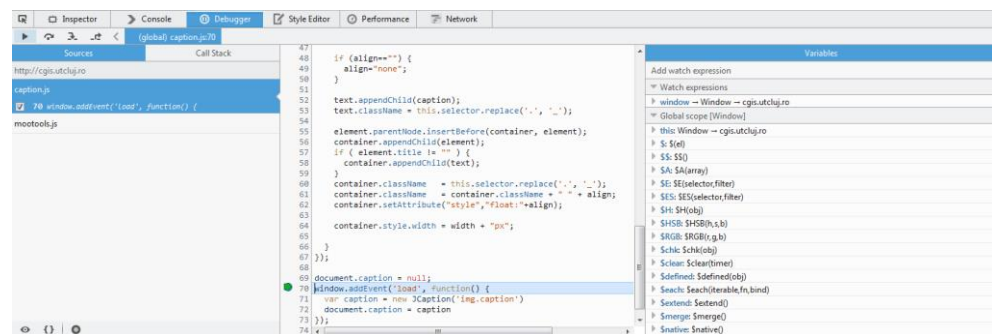 Inspector Console Debugger Style Editor Performance Network
(global) caption.js:70
Sources Call Stack
http://cgis.utcluj.ro
caption.js
70 window.addEvent('load', function() {
mootools.js
47
48 if (align=="") {
49 align="none";
50 }
51
52 text.appendChild(caption);
53 text.className = this.selector.replace('.', '_');
54
55 element.parentNode.insertBefore(container, element);
56 container.appendChild(element);
57 if ( element.title != "" ) {
58 container.appendChild(text);
59 }
60 container.className = this.selector.replace('.', '_');
61 container.className = container.className + " " + align;
62 container.setAttribute("style","float:"+align);
63
64 container.style.width = width + "px";
65
66 }
67 });
68
69 document.caption = null;
70 window.addEvent('load', function() {
71 var caption = new JCaption('img.caption')
72 document.caption = caption
73 });
74
Variables
Add watch expression
Watch expressions
window → Window → cgis.utcluj.ro
Global scope [Window]
this: Window → cgis.utcluj.ro
$: $(el)
$$: $$()
$A: $A(array)
$E: $E(selector,filter)
$ES: $ES(selector,filter)
$H: $H(obj)
$HSB: $HSB(h,s,b)
$RGB: $RGB(r,g,b)
$chk: $chk(obj)
$clear: $clear(timer)
$defined: $defined(obj)
$each: $each(iterable,fn,bind)
$extend: $extend()
$merge: $merge()
$native: $native()